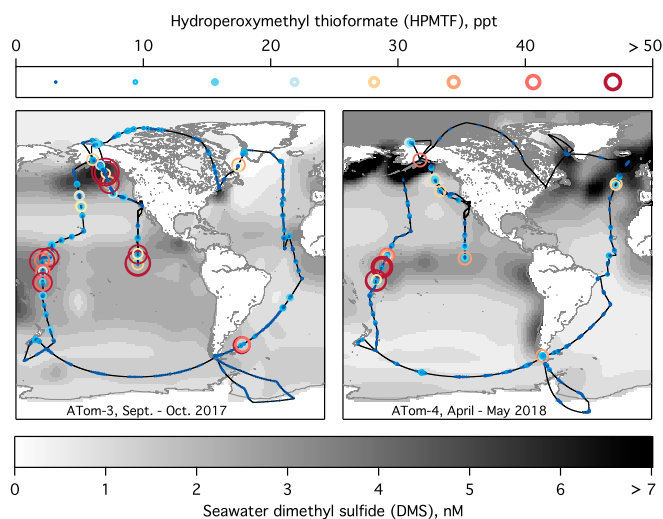 Hydroperoxymethyl thioformate (HPMTF), ppt
0 10 20 30 40 > 50
ATom-3, Sept. - Oct. 2017 ATom-4, April - May 2018
0 1 2 3 4 5 6 > 7
Seawater dimethyl sulfide (DMS), nM